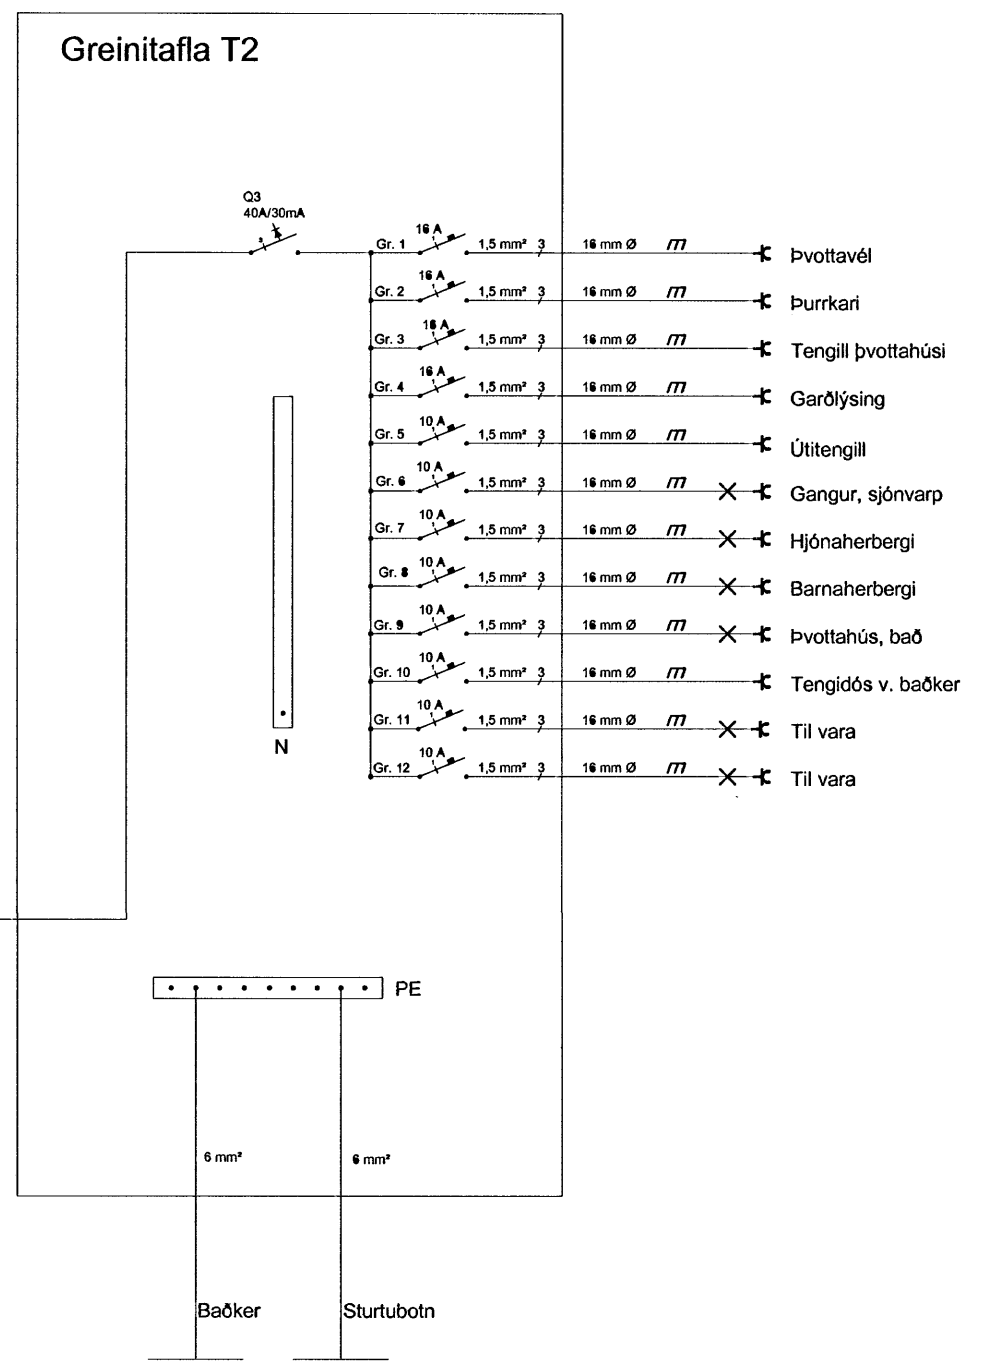 Greinitafla T2
Q3
40A/30mA
3
Gr. 1 16 A 1,5 mm² 3 16 mm Ø Þvottavél
Gr. 2 16 A 1,5 mm² 3 16 mm Ø Þurrkari
Gr. 3 16 A 1,5 mm² 3 16 mm Ø Tengill þvottahúsi
Gr. 4 16 A 1,5 mm² 3 16 mm Ø Garðlýsing
Gr. 5 10 A 1,5 mm² 3 16 mm Ø Útitengill
Gr. 6 10 A 1,5 mm² 3 16 mm Ø Gangur, sjónvarp
Gr. 7 10 A 1,5 mm² 3 16 mm Ø Hjónaherbergi
Gr. 8 10 A 1,5 mm² 3 16 mm Ø Barnaherbergi
Gr. 9 10 A 1,5 mm² 3 16 mm Ø Þvottahús, bað
Gr. 10 10 A 1,5 mm² 3 16 mm Ø Tengidós v. baðker
Gr. 11 10 A 1,5 mm² 3 16 mm Ø Til vara
Gr. 12 10 A 1,5 mm² 3 16 mm Ø Til vara
N
PE
6 mm² 6 mm²
Baðker Sturtubotn